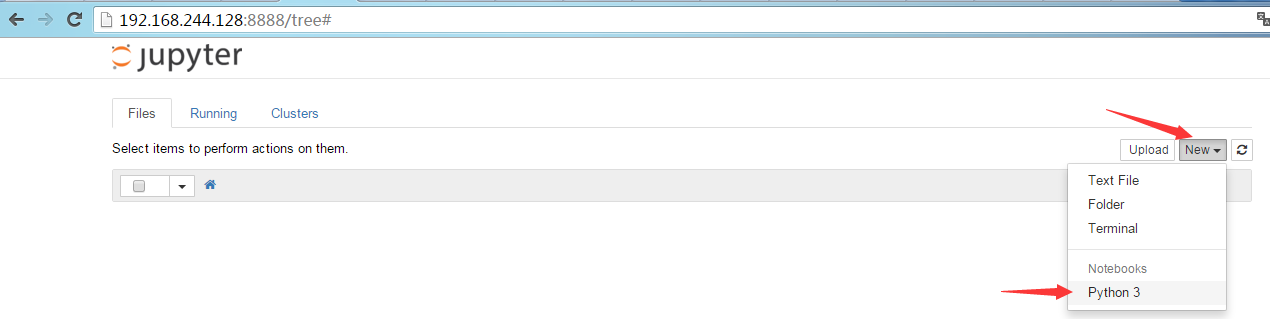 192.168.244.128:8888/tree#
jupyter
Files Running Clusters
Select items to perform actions on them.
Upload New
Text File
Folder
Terminal
Notebooks
Python 3